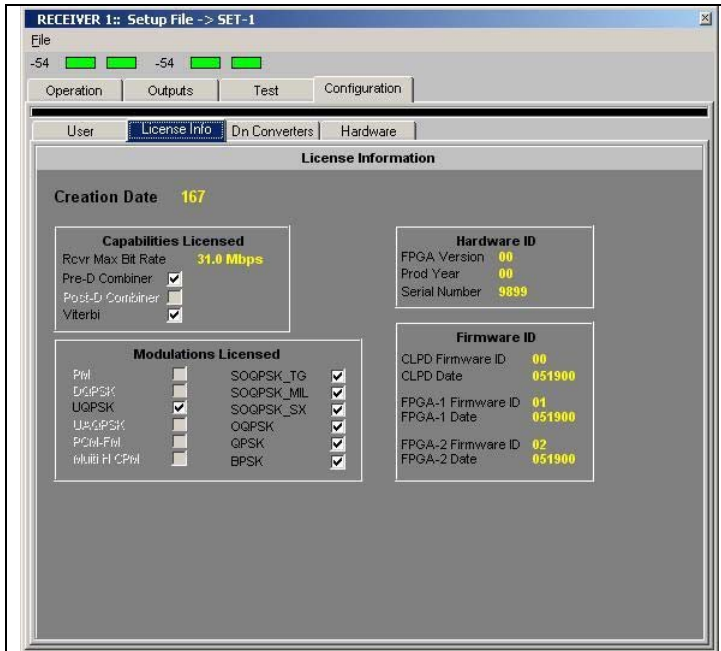 RECEIVER 1:: Setup File -> SET-1
File
-54 -54
Operation Outputs Test Configuration
User License Info Dn Converters Hardware
License Information
Creation Date 167
Capabilities Licensed
Rcvr Max Bit Rate 31.0 Mbps
Pre-D Combiner
Post-D Combiner
Viterbi
Hardware ID
FPGA Version 00
Prod Year 00
Serial Number 9899
Modulations Licensed
PM SOQPSK_TG
DQPSK SOQPSK_MIL
UQPSK SOQPSK_SX
UAQPSK OQPSK
PCM-FM QPSK
Multi H CPM BPSK
Firmware ID
CLPD Firmware ID 00
CLPD Date 051900
FPGA-1 Firmware ID 01
FPGA-1 Date 051900
FPGA-2 Firmware ID 02
FPGA-2 Date 051900